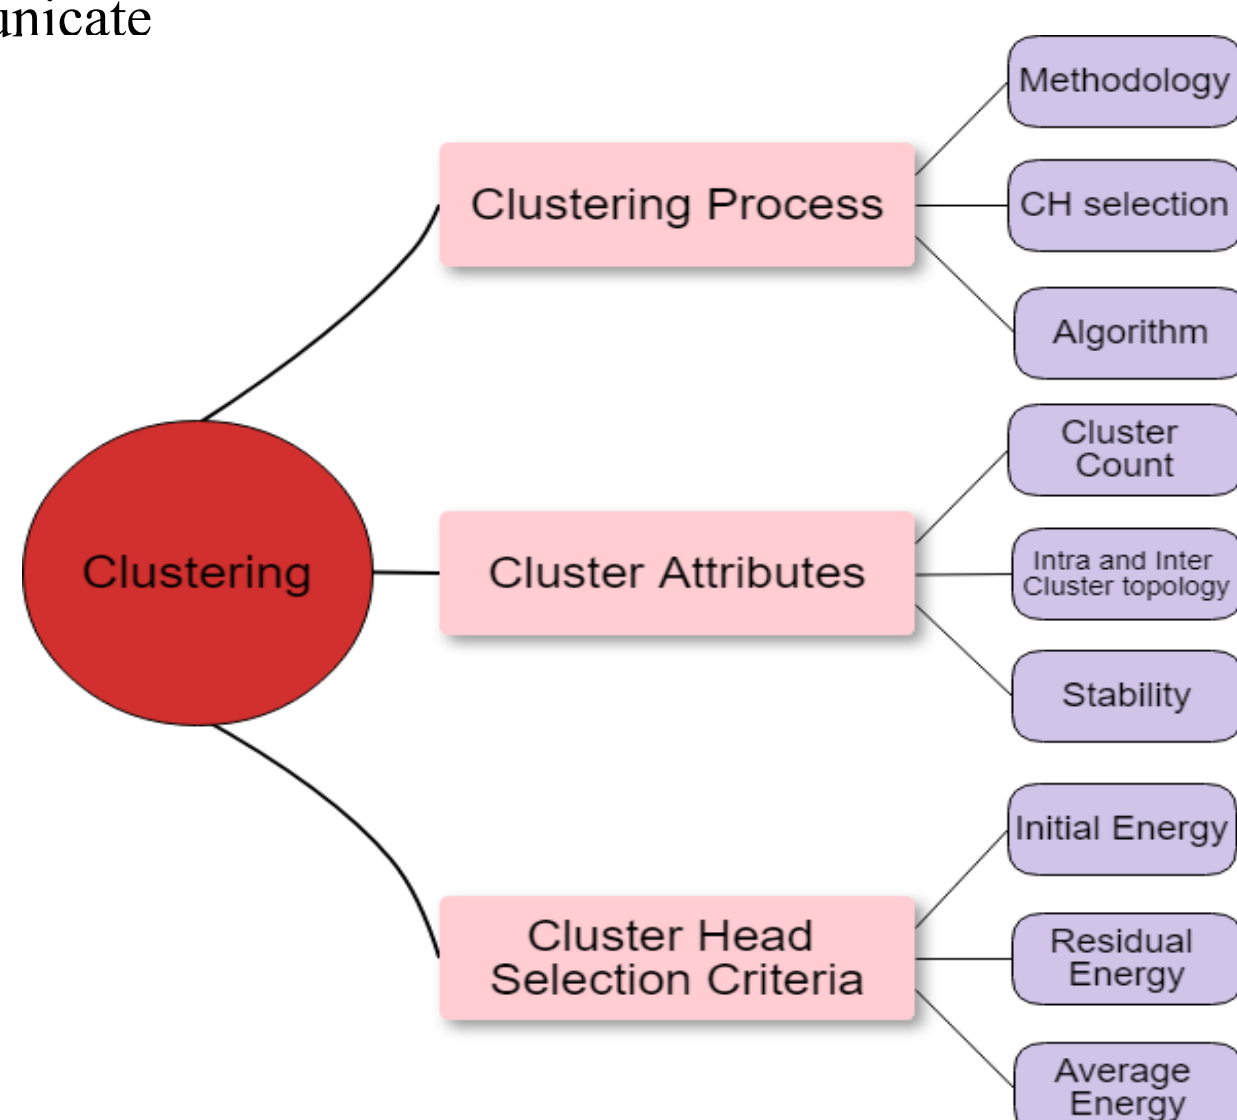 Methodology
Clustering Process
CH selection
Algorithm
Cluster
Count
Clustering
Cluster Attributes
Intra and Inter
Cluster topology
Stability
Initial Energy
Cluster Head
Selection Criteria
Residual
Energy
Average
Energy